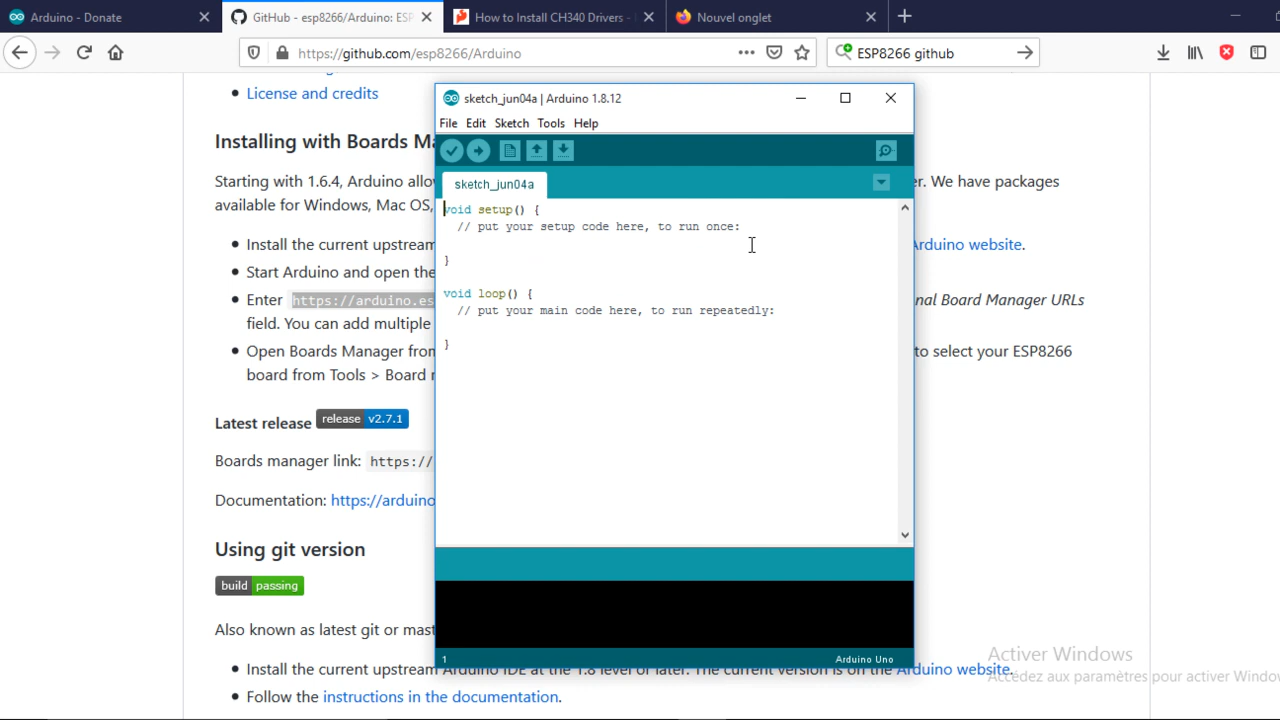 Arduino - Donate
GitHub - esp8266/Arduino: ESP
How to Install CH340 Drivers -
Nouvel onglet
https://github.com/esp8266/Arduino
ESP8266 github
License and credits
sketch_jun04a | Arduino 1.8.12
File Edit Sketch Tools Help
sketch_jun04a
void setup() {
// put your setup code here, to run once:
}
void loop() {
// put your main code here, to run repeatedly:
}
1
Arduino Uno
Installing with Boards Ma
Starting with 1.6.4, Arduino allo
r. We have packages
available for Windows, Mac OS,
Install the current upstream
Arduino website.
Start Arduino and open the
Enter https://arduino.es
nal Board Manager URLs
field. You can add multiple
Open Boards Manager from
to select your ESP8266
board from Tools > Board
Latest release release v2.7.1
Boards manager link: https://
Documentation: https://arduino
Using git version
build passing
Also known as latest git or mast
Install the current upstream Arduino IDE at the 1.8 level or later. The current version is on the Arduino website.
Follow the instructions in the documentation.
Activer Windows
Accédez aux paramètres pour activer Windo